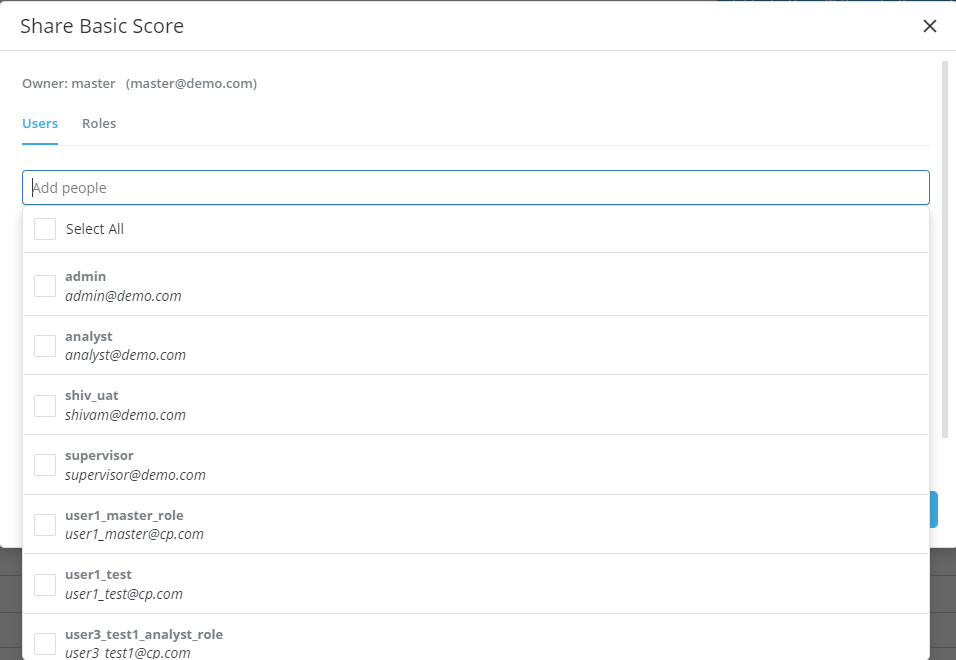 Share Basic Score
Owner: master (master@demo.com)
Users Roles
Add people
Select All
admin
admin@demo.com
analyst
analyst@demo.com
shiv_uat
shivam@demo.com
supervisor
supervisor@demo.com
user1_master_role
user1_master@cp.com
user1_test
user1_test@cp.com
user3_test1_analyst_role
user3_test1@cp.com